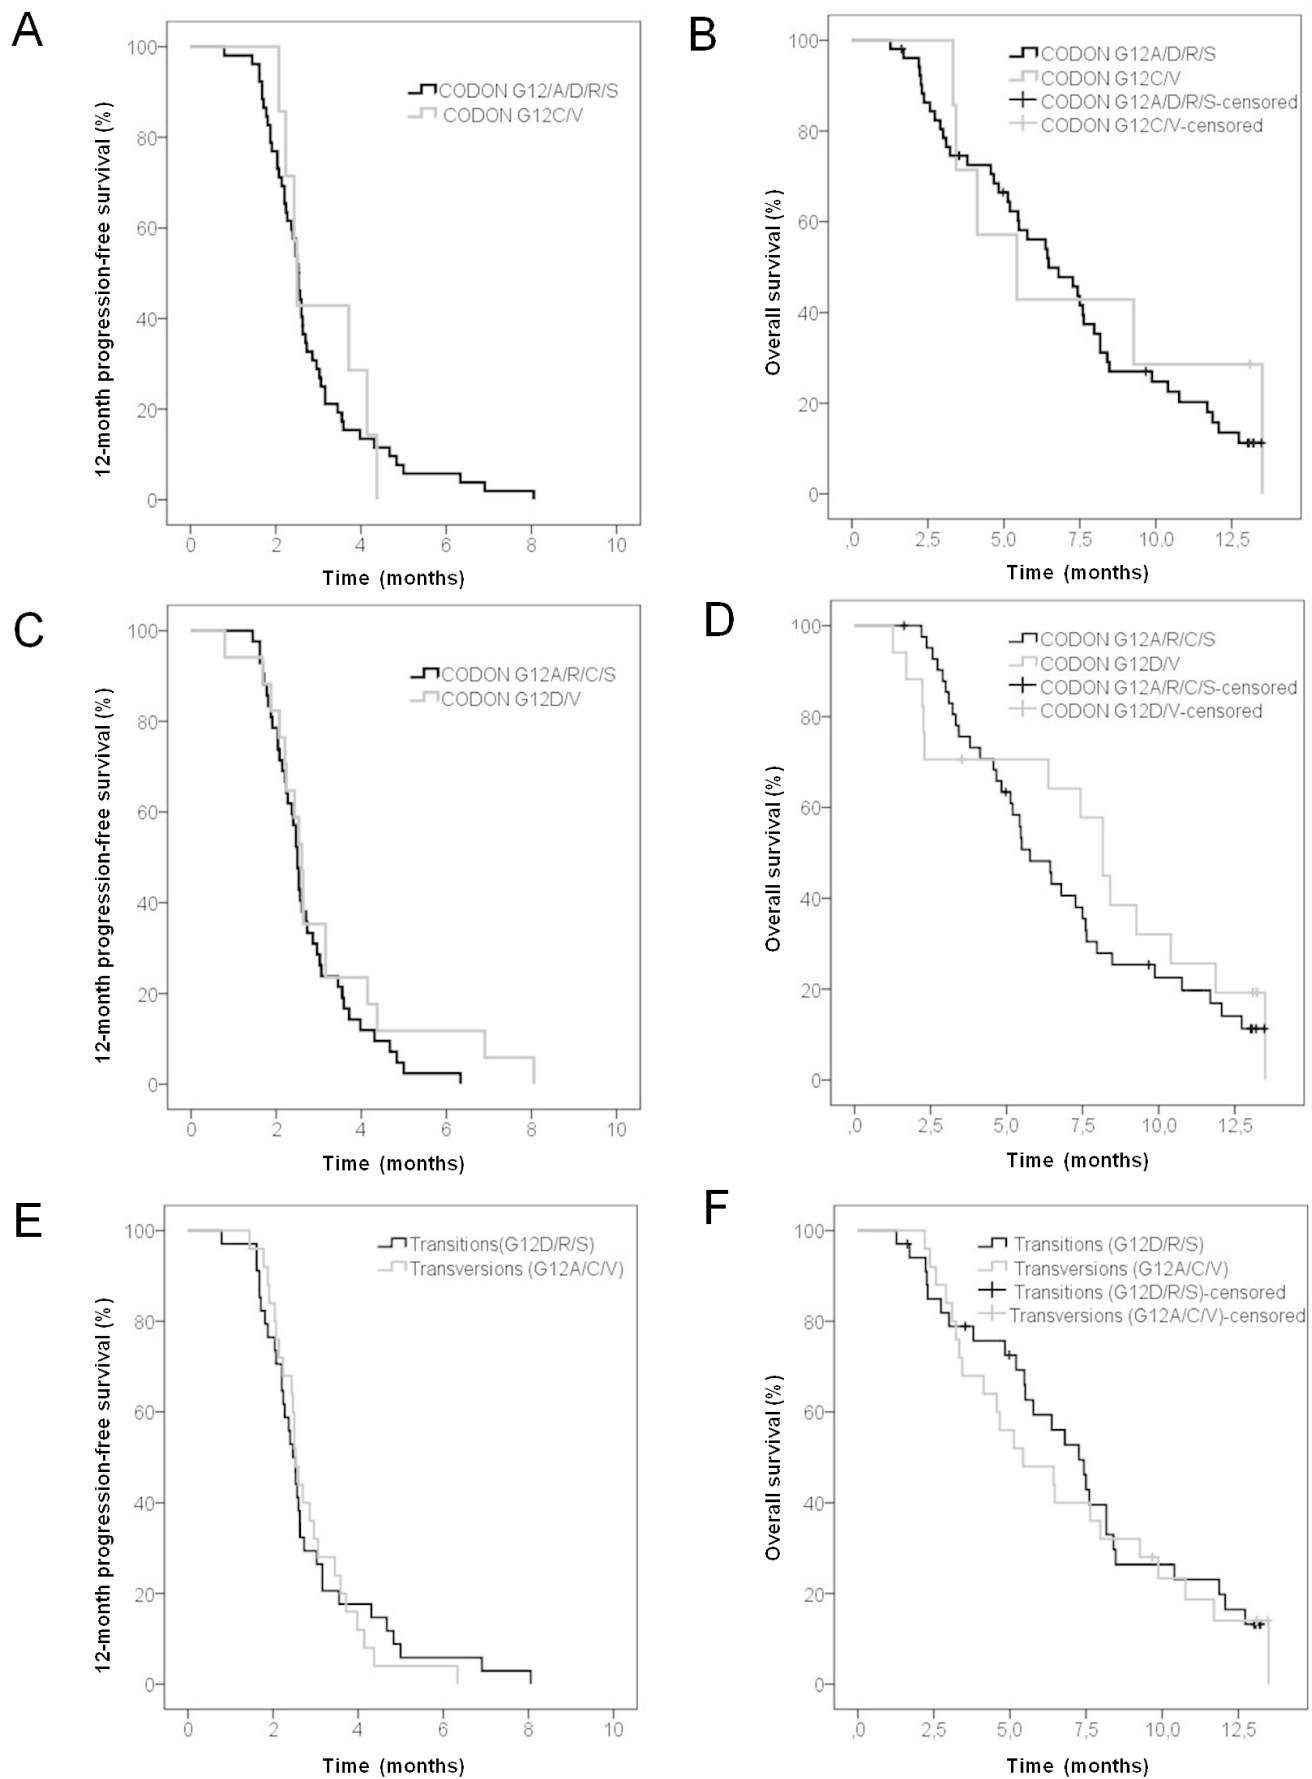 A
12-month progression-free survival (%)
100
80
60
40
20
0
CODON G12/A/D/R/S
CODON G12C/V
0 2 4 6 8 10
Time (months)
B
Overall survival (%)
100
80
60
40
20
0
CODON G12A/D/R/S
CODON G12C/V
CODON G12A/D/R/S-censored
CODON G12C/V-censored
,0 2,5 5,0 7,5 10,0 12,5
Time (months)
C
12-month progression-free survival (%)
100
80
60
40
20
0
CODON G12A/R/C/S
CODON G12D/V
0 2 4 6 8 10
Time (months)
D
Overall survival (%)
100
80
60
40
20
0
CODON G12A/R/C/S
CODON G12D/V
CODON G12A/R/C/S-censored
CODON G12D/V-censored
,0 2,5 5,0 7,5 10,0 12,5
Time (months)
E
12-month progression-free survival (%)
100
80
60
40
20
0
Transitions(G12D/R/S)
Transversions (G12A/C/V)
0 2 4 6 8 10
Time (months)
F
Overall survival (%)
100
80
60
40
20
0
Transitions (G12D/R/S)
Transversions (G12A/C/V)
Transitions (G12D/R/S)-censored
Transversions (G12A/C/V)-censored
,0 2,5 5,0 7,5 10,0 12,5
Time (months)